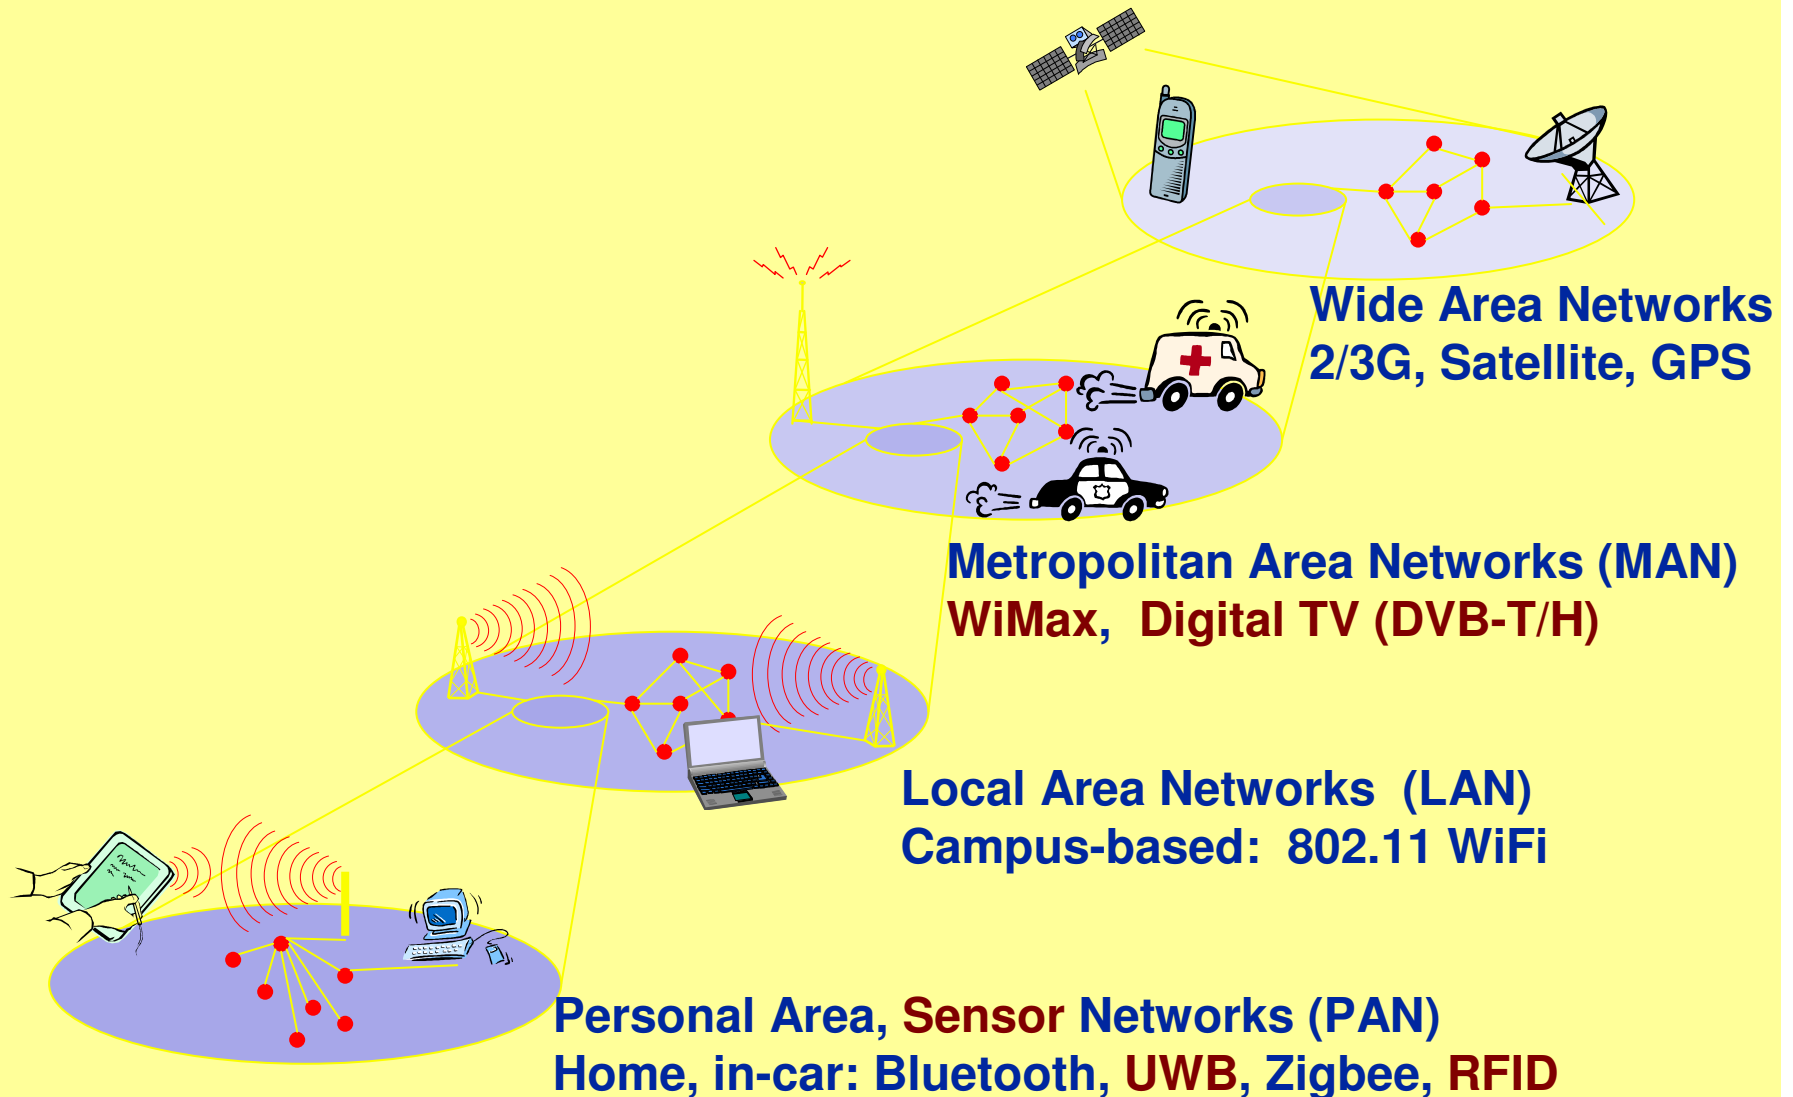 Wide Area Networks
2/3G, Satellite, GPS
Metropolitan Area Networks (MAN)
WiMax, Digital TV (DVB-T/H)
Local Area Networks (LAN)
Campus-based: 802.11 WiFi
Personal Area, Sensor Networks (PAN)
Home, in-car: Bluetooth, UWB, Zigbee, RFID